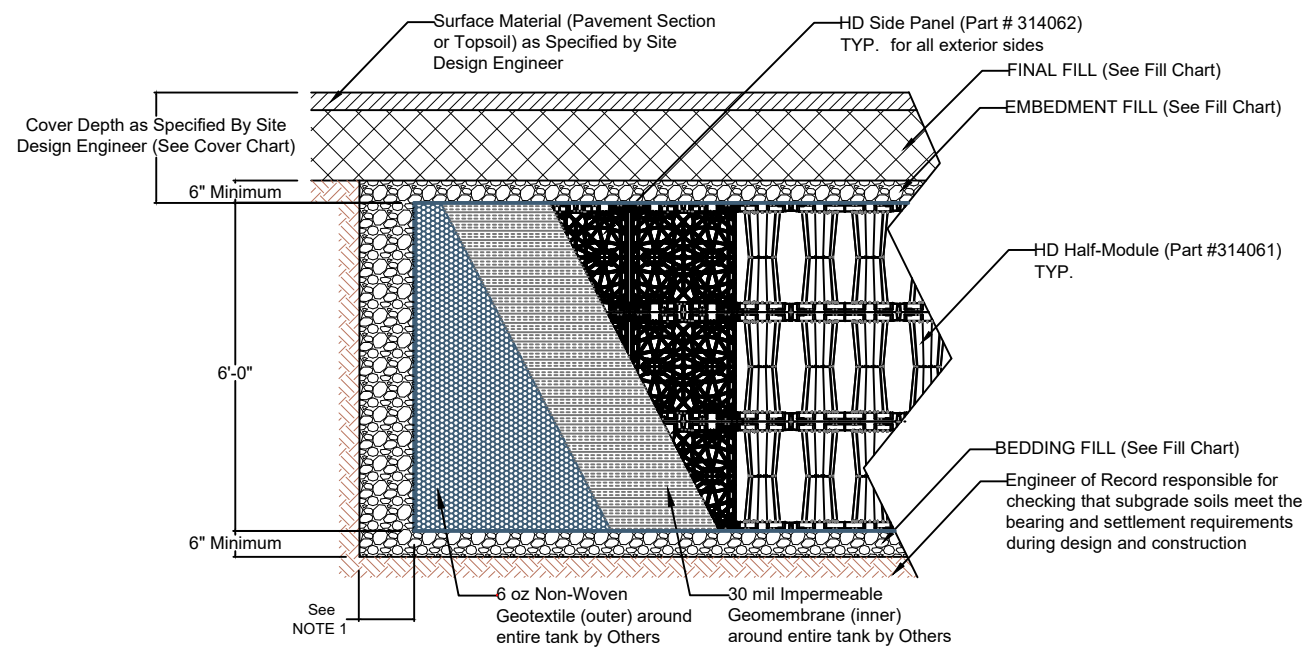 Surface Material (Pavement Section
or Topsoil) as Specified by Site
Design Engineer
HD Side Panel (Part # 314062)
TYP. for all exterior sides
FINAL FILL (See Fill Chart)
EMBEDMENT FILL (See Fill Chart)
Cover Depth as Specified By Site
Design Engineer (See Cover Chart)
6" Minimum
HD Half-Module (Part #314061)
TYP.
6'-0"
BEDDING FILL (See Fill Chart)
Engineer of Record responsible for
checking that subgrade soils meet the
bearing and settlement requirements
during design and construction
6" Minimum
See
NOTE 1
6 oz Non-Woven
Geotextile (outer) around
entire tank by Others
30 mil Impermeable
Geomembrane (inner)
around entire tank by Others